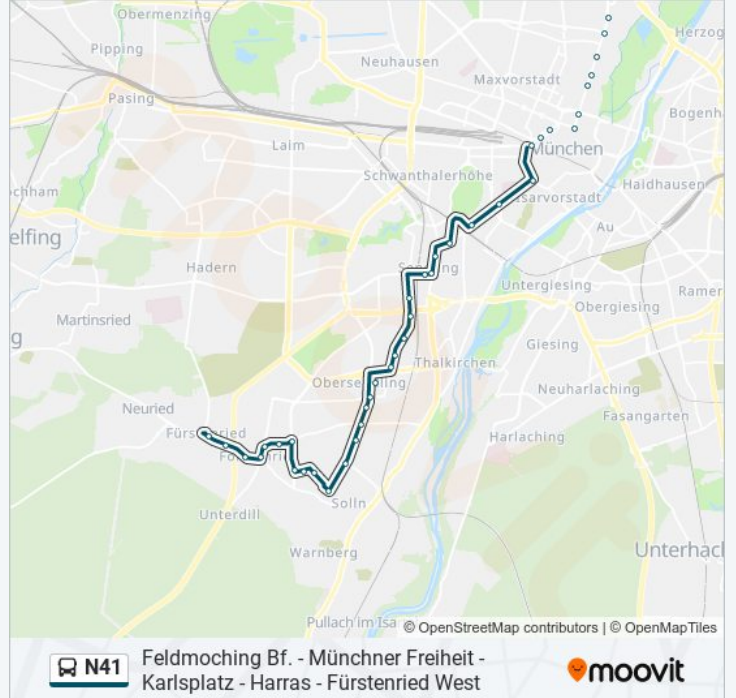 Obermenzing
Herzog
Pipping
Neuhausen
Maxvorstadt
Pasing
Bogenh
Laim
München
Schwanthalerhöhe
ochham
Haidhausen
sarvorstadt
elfing
Au
Hadern
Untergiesing
Ramer
Obergiesing
Martinsried
g
Giesing
Thalkirchen
Obersendling
Neuharlaching
Neuried
Fasangarten
Fürstenried
Harlaching
Solln
Unterdill
Warnberg
Unterhac
Pullach im Isa
© OpenStreetMap contributors | © OpenMapTiles
N41
Feldmoching Bf. - Münchner Freiheit -
Karlsplatz - Harras - Fürstenried West
moovit